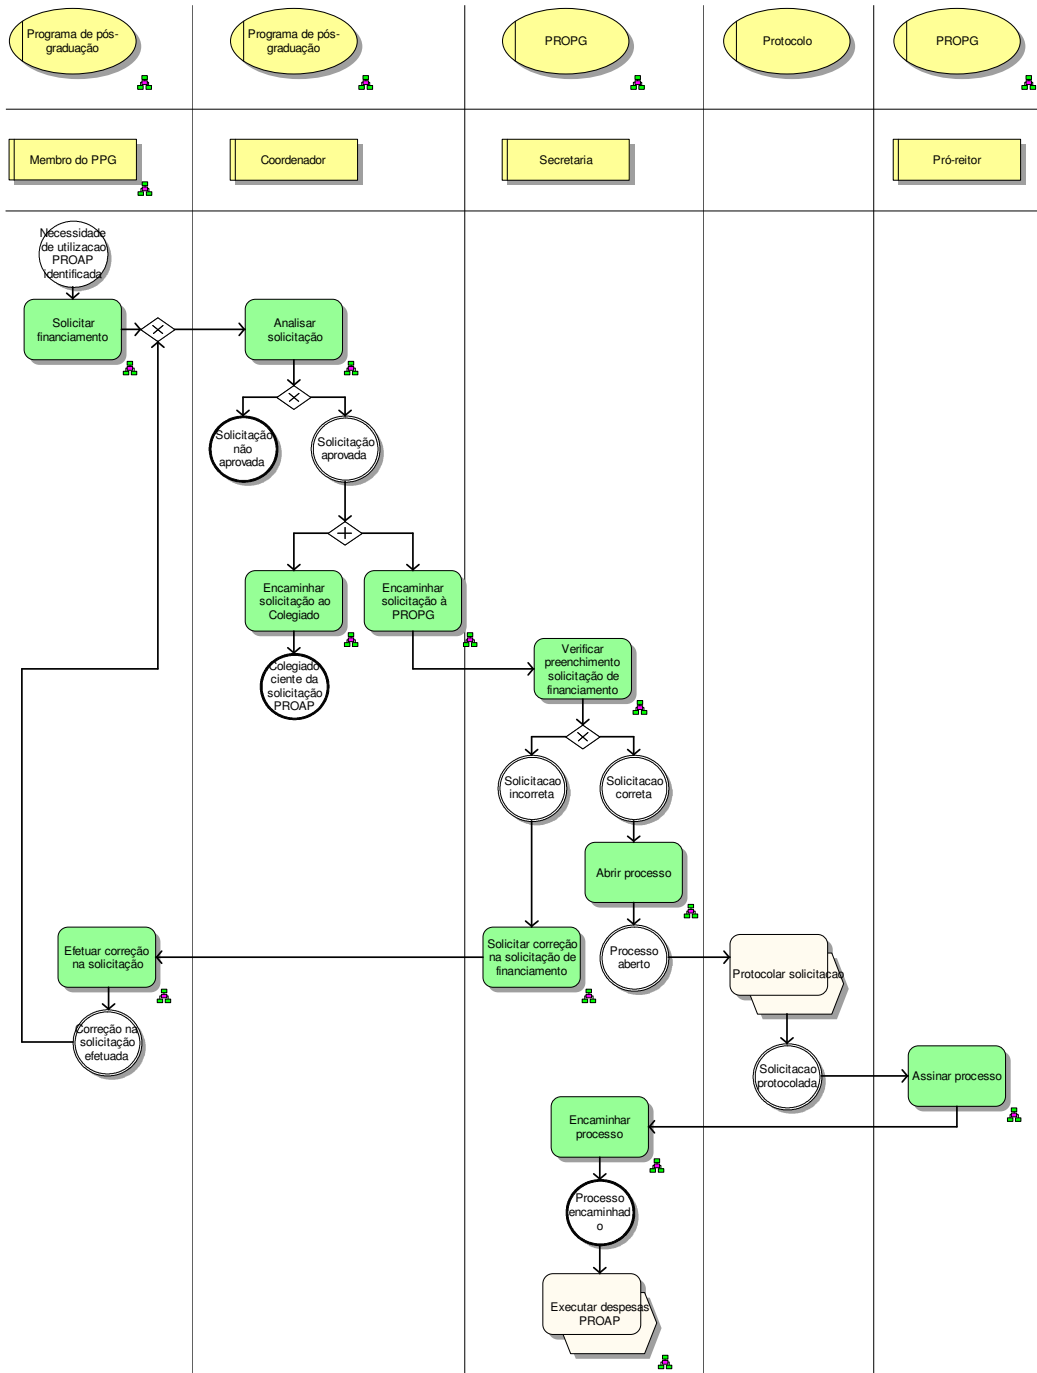 Programa de pós-
graduação
Programa de pós-
graduação
PROPG
Protocolo
PROPG
Membro do PPG
Coordenador
Secretaria
Pró-reitor
Necessidade
de utilizacao
PROAP
identificada
Solicitar
financiamento
Analisar
solicitação
Solicitação
não
aprovada
Solicitação
aprovada
Encaminhar
solicitação ao
Colegiado
Encaminhar
solicitação à
PROPG
Colegiado
ciente da
solicitação
PROAP
Verificar
preenchimento
solicitação de
financiamento
Solicitacao
incorreta
Solicitacao
correta
Abrir processo
Efetuar correção
na solicitação
Solicitar correção
na solicitação de
financiamento
Processo
aberto
Protocolar solicitacao
Correção na
solicitação
efetuada
Solicitacao
protocolada
Assinar processo
Encaminhar
processo
Processo
encaminhad
o
Executar despesas
PROAP